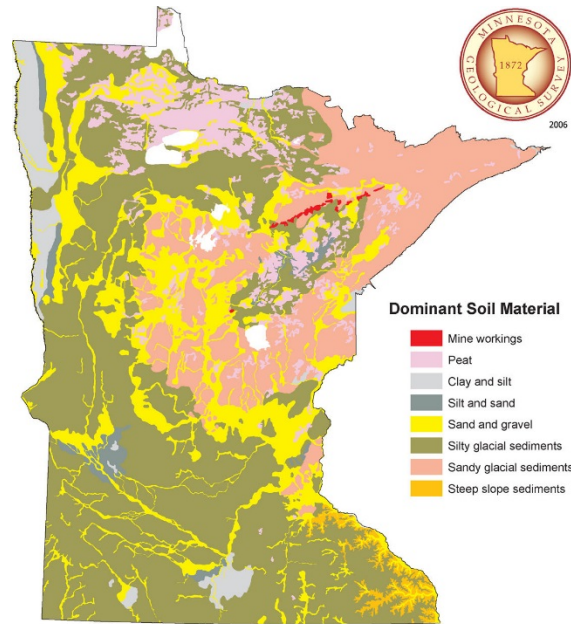 MINNESOTA
1872
GEOLOGICAL SURVEY
2006
Dominant Soil Material
Mine workings
Peat
Clay and silt
Silt and sand
Sand and gravel
Silty glacial sediments
Sandy glacial sediments
Steep slope sediments